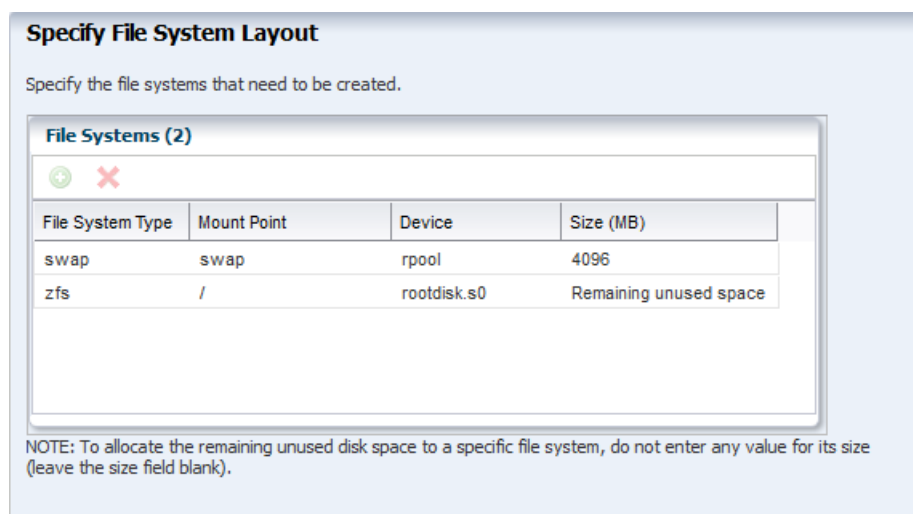 Specify File System Layout
Specify the file systems that need to be created.
File Systems (2)
File System Type Mount Point Device Size (MB)
swap swap rpool 4096
zfs / rootdisk.s0 Remaining unused space
NOTE: To allocate the remaining unused disk space to a specific file system, do not enter any value for its size
(leave the size field blank).